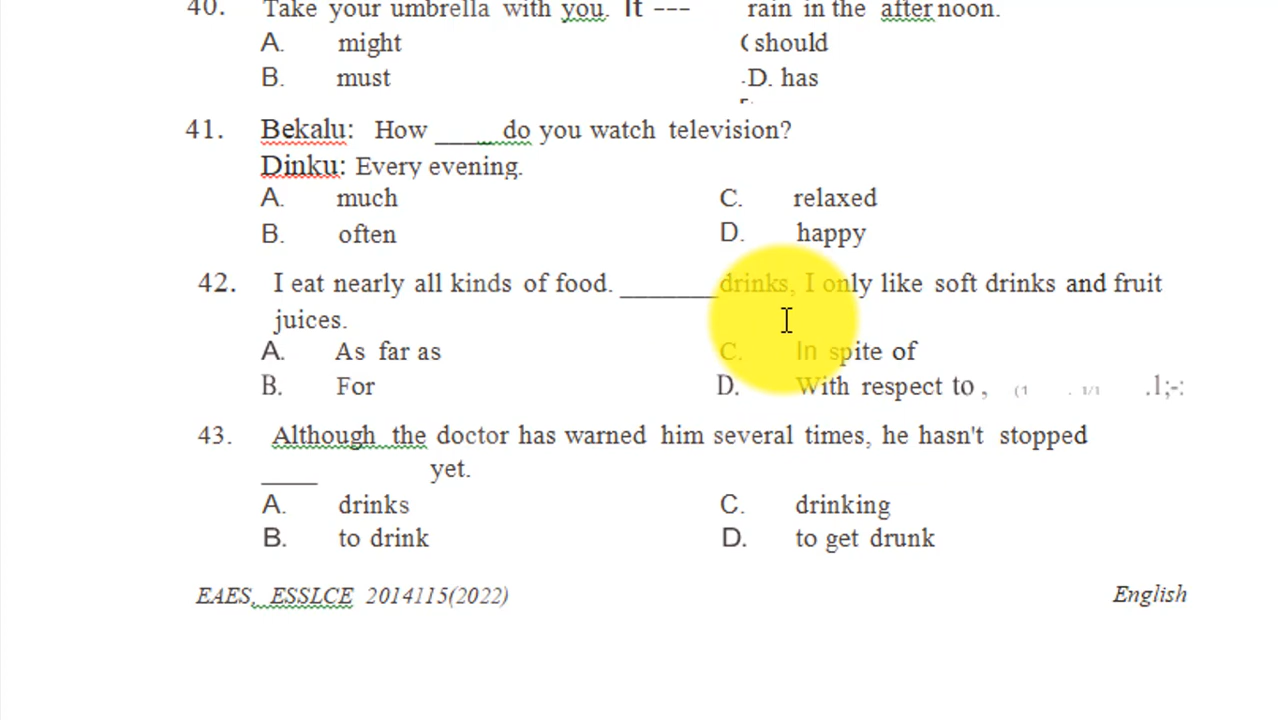 40. Take your umbrella with you. It --- rain in the after noon.
A. might ( should
B. must D. has
41. Bekalu: How ____ do you watch television?
Dinku: Every evening.
A. much C. relaxed
B. often D. happy
42. I eat nearly all kinds of food. _______drinks, I only like soft drinks and fruit
juices.
A. As far as C. In spite of
B. For D. With respect to ,
43. Although the doctor has warned him several times, he hasn't stopped
____ yet.
A. drinks C. drinking
B. to drink D. to get drunk
EAES, ESSLCE 2014115(2022) English